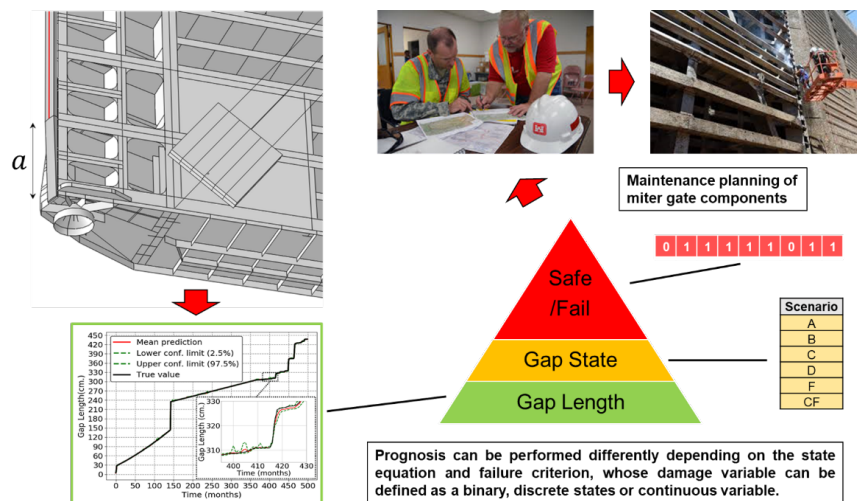 a
Maintenance planning of
miter gate components
0 1 1 1 1 1 0 1 1
Safe
/Fail
Gap State
Gap Length
Scenario
A
B
C
D
F
CF
450
420
390
360
330
300
270
240
210
180
150
120
90
60
30
0
Gap Length(cm.)
Mean prediction
Lower conf. limit (2.5%)
Upper conf. limit (97.5%)
True value
330
320
310
Gap Length (cm.)
400 410 420 430
Time (months)
0 50 100 150 200 250 300 350 400 450 500
Time (months)
Prognosis can be performed differently depending on the state
equation and failure criterion, whose damage variable can be
defined as a binary, discrete states or continuous variable.